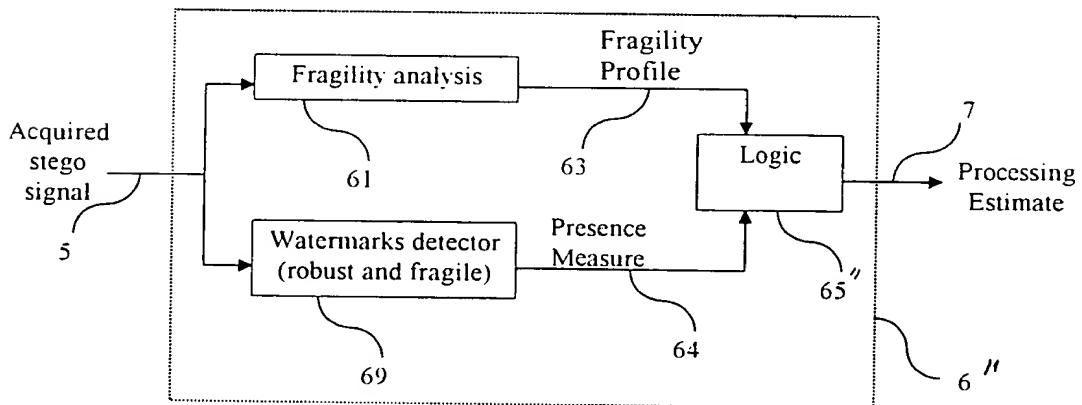 Fragility analysis
Fragility
Profile
7
Acquired
stego
signal
5
61
63
Logic
Processing
Estimate
Watermarks detector
(robust and fragile)
Presence
Measure
65"
69
64
6"